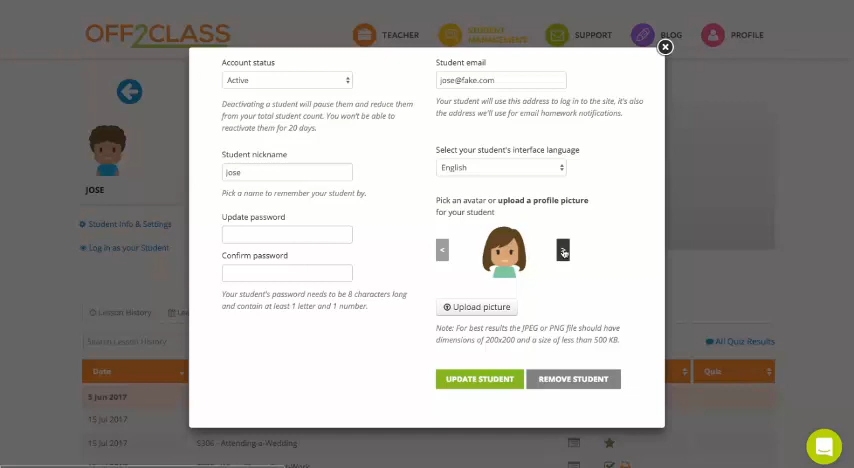 OFF2CLASS
TEACHER
STUDENT
MANAGEMENT
SUPPORT
BLOG
PROFILE
JOSE
Student Info & Settings
Log in as your Student
Account status
Active
Deactivating a student will pause them and reduce them
from your total student count. You won't be able to
reactivate them for 20 days.
Student nickname
jose
Pick a name to remember your student by.
Update password
Confirm password
Your student's password needs to be 8 characters long
and contain at least 1 letter and 1 number.
Student email
jose@fake.com
Your student will use this address to log in to the site, it's also
the address we'll use for email homework notifications.
Select your student's interface language
English
Pick an avatar or upload a profile picture
for your student
<
>
Upload picture
Note: For best results the JPEG or PNG file should have
dimensions of 200x200 and a size of less than 500 KB.
UPDATE STUDENT
REMOVE STUDENT
Lesson History
Search Lesson History
All Quiz Results
Date
Quiz
5 Jun 2017
15 Jul 2017
15 Jul 2017
S306 - Attending-a-Wedding
15 Jul 2017